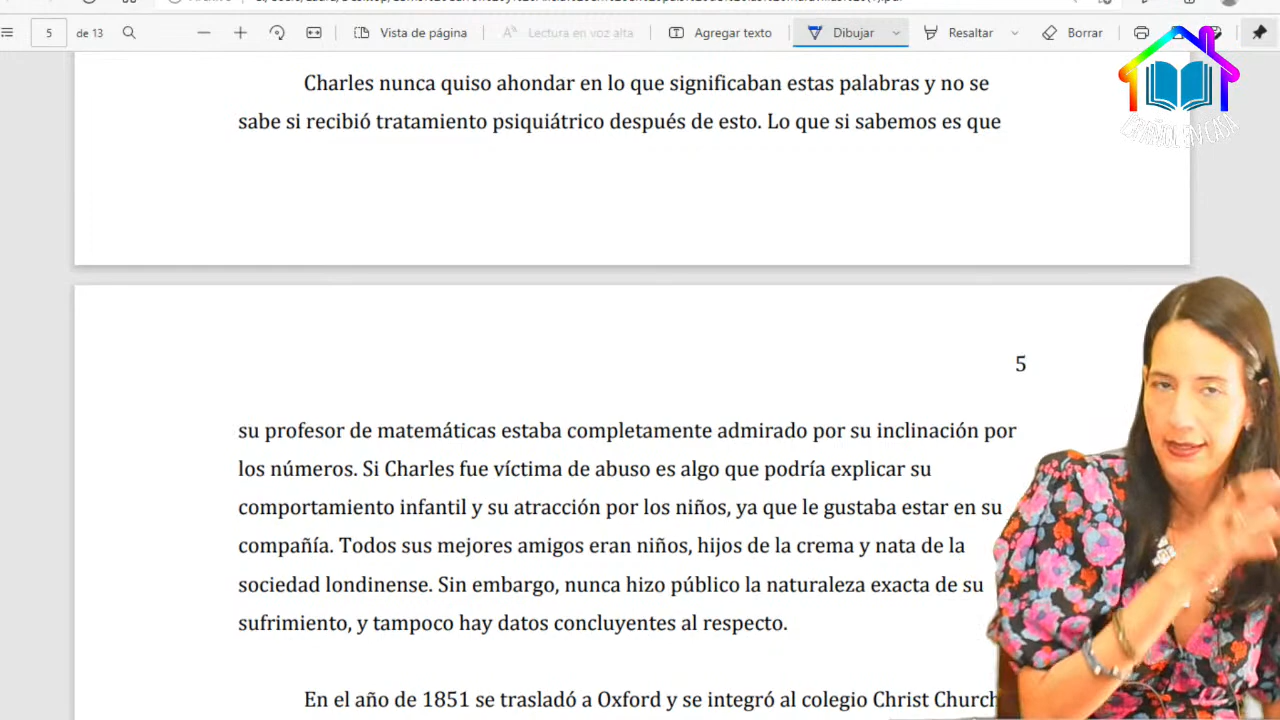 5
de 13
Vista de página
Lectura en voz alta
Agregar texto
Dibujar
Resaltar
Borrar
Charles nunca quiso ahondar en lo que significaban estas palabras y no se
sabe si recibió tratamiento psiquiátrico después de esto. Lo que si sabemos es que
5
su profesor de matemáticas estaba completamente admirado por su inclinación por
los números. Si Charles fue víctima de abuso es algo que podría explicar su
comportamiento infantil y su atracción por los niños, ya que le gustaba estar en su
compañía. Todos sus mejores amigos eran niños, hijos de la crema y nata de la
sociedad londinense. Sin embargo, nunca hizo público la naturaleza exacta de su
sufrimiento, y tampoco hay datos concluyentes al respecto.
En el año de 1851 se trasladó a Oxford y se integró al colegio Christ Church